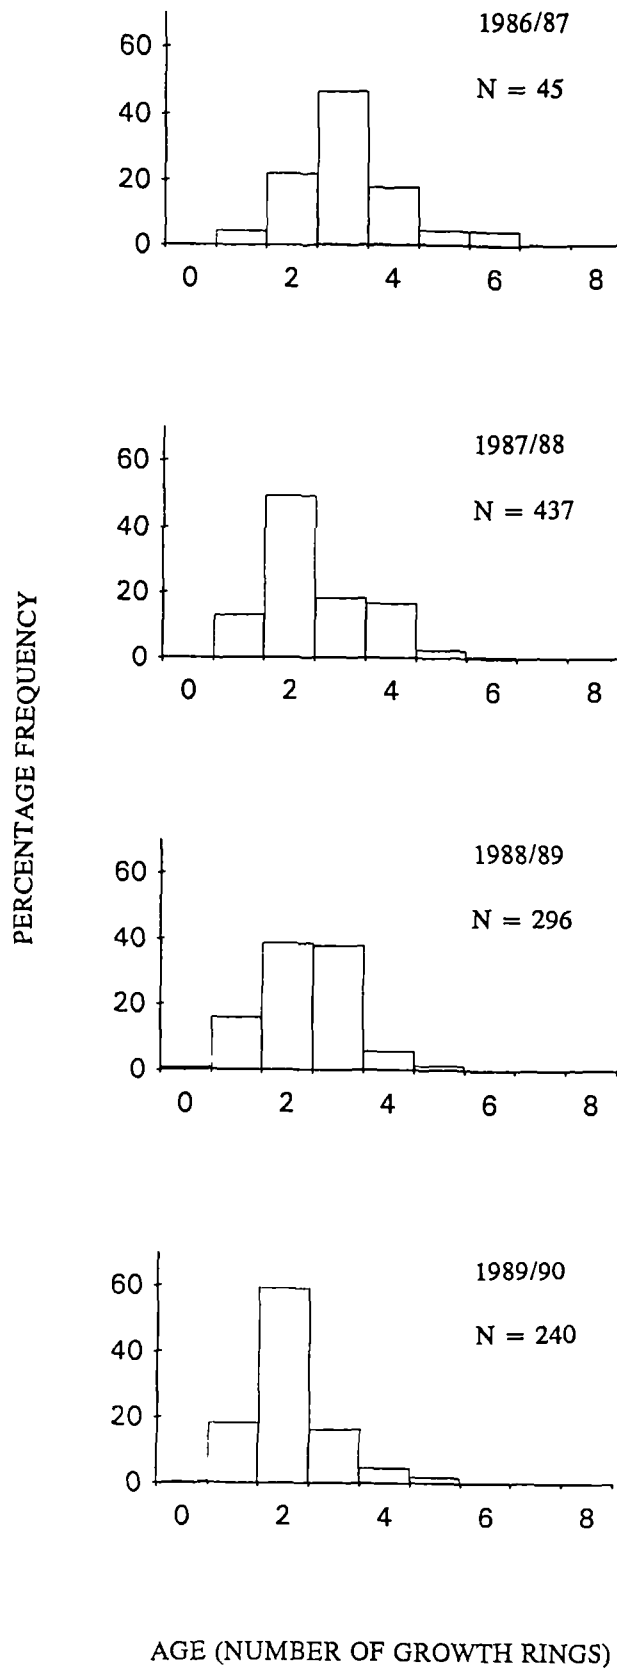 1986/87
N = 45
60
40
20
0
0 2 4 6 8
1987/88
N = 437
60
40
20
0
0 2 4 6 8
PERCENTAGE FREQUENCY
1988/89
N = 296
60
40
20
0
0 2 4 6 8
1989/90
N = 240
60
40
20
0
0 2 4 6 8
AGE (NUMBER OF GROWTH RINGS)